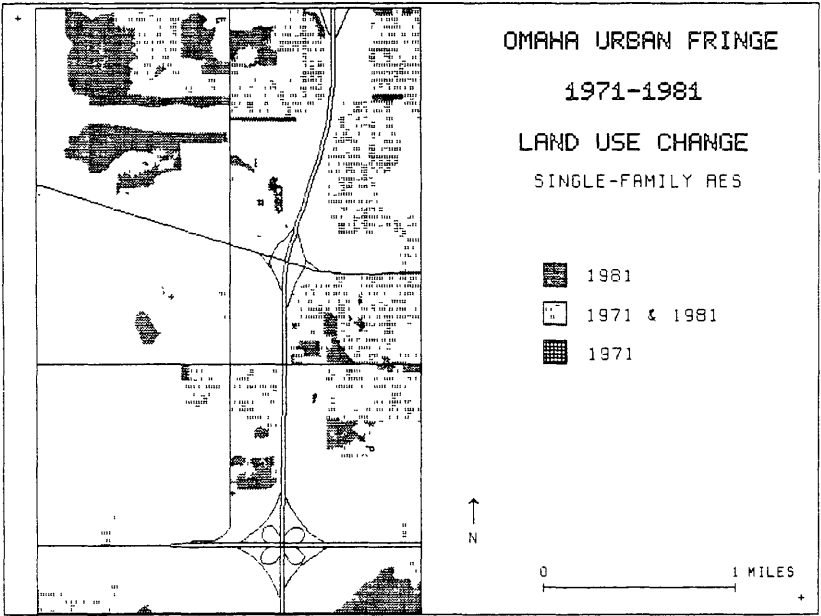 OMAHA URBAN FRINGE
1971-1981
LAND USE CHANGE
SINGLE-FAMILY RES
1981
1971 & 1981
1971
N
0 1 MILES